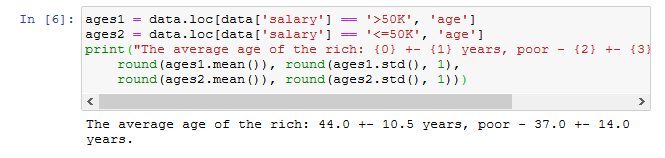 In [6]: ages1 = data.loc[data['salary'] == '>50K', 'age']
ages2 = data.loc[data['salary'] == '<=50K', 'age']
print("The average age of the rich: {0} +- {1} years, poor - {2} +- {3}
round(ages1.mean()), round(ages1.std(), 1),
round(ages2.mean()), round(ages2.std(), 1)))
The average age of the rich: 44.0 +- 10.5 years, poor - 37.0 +- 14.0
years.